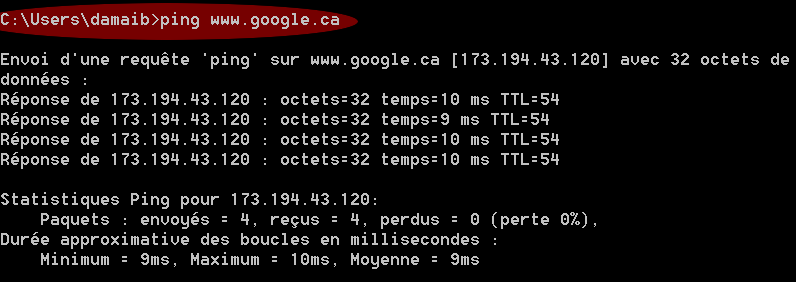 C:\Users\damaib>ping www.google.ca
Envoi d'une requête 'ping' sur www.google.ca [173.194.43.120] avec 32 octets de
données :
Réponse de 173.194.43.120 : octets=32 temps=10 ms TTL=54
Réponse de 173.194.43.120 : octets=32 temps=9 ms TTL=54
Réponse de 173.194.43.120 : octets=32 temps=10 ms TTL=54
Réponse de 173.194.43.120 : octets=32 temps=10 ms TTL=54
Statistiques Ping pour 173.194.43.120:
Paquets : envoyés = 4, reçus = 4, perdus = 0 (perte 0%),
Durée approximative des boucles en millisecondes :
Minimum = 9ms, Maximum = 10ms, Moyenne = 9ms